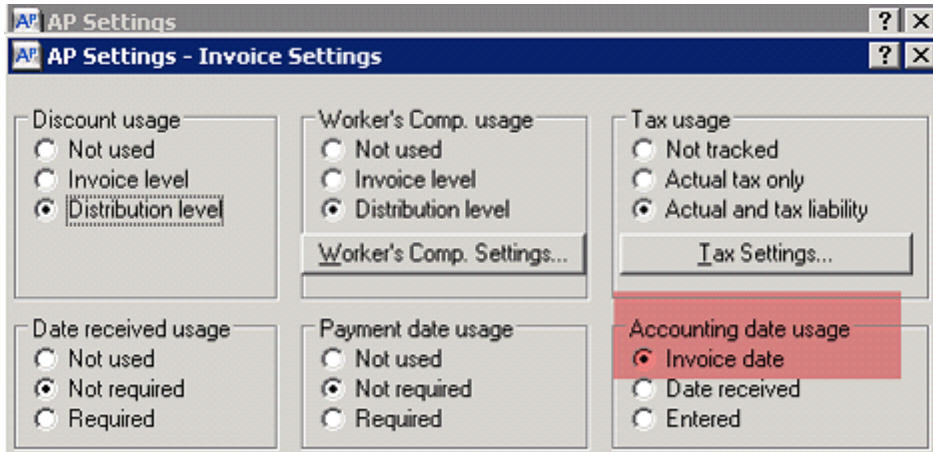 AP AP Settings ? ×
AP AP Settings - Invoice Settings ? ×
Discount usage
Not used
Invoice level
Distribution level
Worker's Comp. usage
Not used
Invoice level
Distribution level
Worker's Comp. Settings...
Tax usage
Not tracked
Actual tax only
Actual and tax liability
Tax Settings...
Date received usage
Not used
Not required
Required
Payment date usage
Not used
Not required
Required
Accounting date usage
Invoice date
Date received
Entered